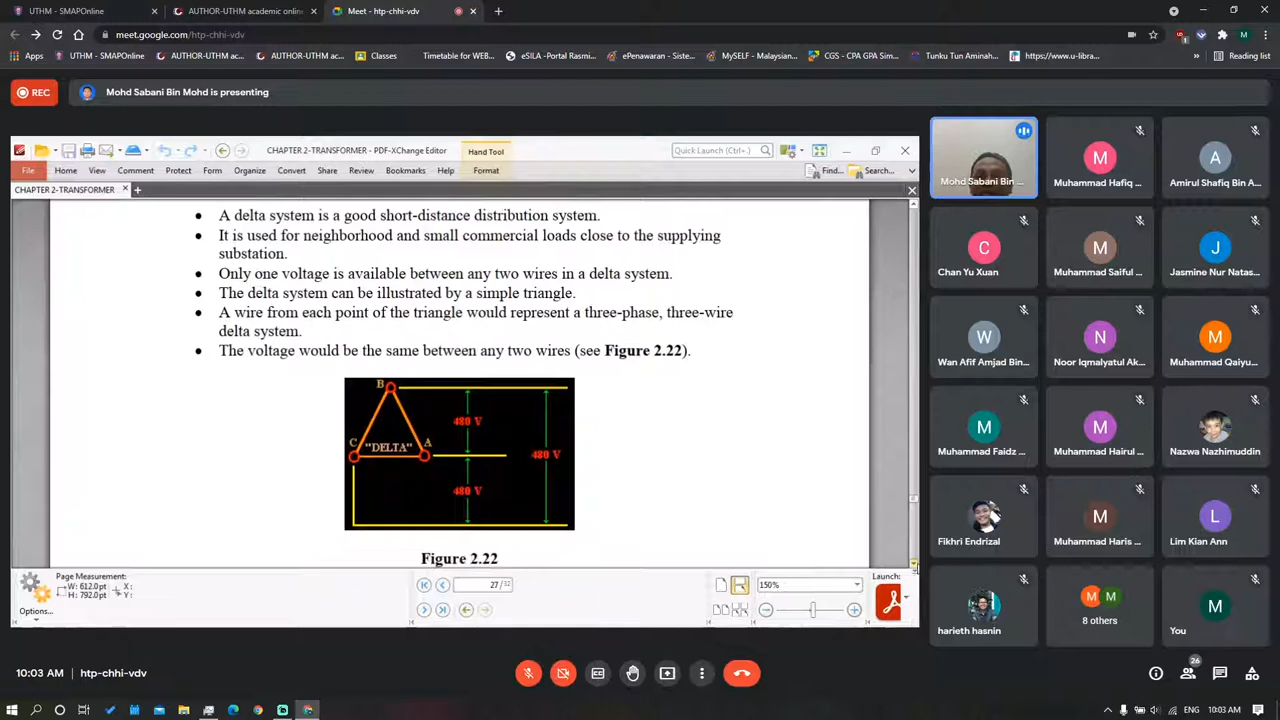 UTHM - SMAPOnline
AUTHOR-UTHM academic onlin
Meet - htp-chhi-vdv
meet.google.com/htp-chhi-vdv
Apps
UTHM - SMAPOnline
AUTHOR-UTHM ac...
AUTHOR-UTHM ac...
Classes
Timetable for WEB...
eSILA -Portal Rasmi...
ePenawaran - Siste...
MySELF - Malaysian...
CGS - CPA GPA Sim...
Tunku Tun Aminah...
https://www.u-libra...
»
Reading list
REC
Mohd Sabani Bin Mohd is presenting
CHAPTER 2-TRANSFORMER - PDF-XChange Editor
Hand Tool
Quick Launch (Ctrl+.)
File
Home
View
Comment
Protect
Form
Organize
Convert
Share
Review
Bookmarks
Help
Format
Find...
Search...
CHAPTER 2-TRANSFORMER
• A delta system is a good short-distance distribution system.
• It is used for neighborhood and small commercial loads close to the supplying
substation.
• Only one voltage is available between any two wires in a delta system.
• The delta system can be illustrated by a simple triangle.
• A wire from each point of the triangle would represent a three-phase, three-wire
delta system.
• The voltage would be the same between any two wires (see Figure 2.22).
B
480 V
C
"DELTA"
A
480 V
480 V
Figure 2.22
Page Measurement:
W: 612.0pt
X:
H: 792.0pt
Y:
Options...
27/32
150%
Launch:
Mohd Sabani Bin ...
M
Muhammad Hafiq ...
A
Amirul Shafiq Bin A...
C
Chan Yu Xuan
M
Muhammad Saiful ...
J
Jasmine Nur Natas...
W
Wan Afif Amjad Bin...
N
Noor Iqmalyatul Ak...
M
Muhammad Qaiyu...
M
Muhammad Faidz ...
M
Muhammad Hairul ...
Nazwa Nazhimuddin
Fikhri Endrizal
M
Muhammad Haris ...
L
Lim Kian Ann
harieth hasnin
M M
8 others
M
You
10:03 AM
htp-chhi-vdv
26
ENG
10:03 AM